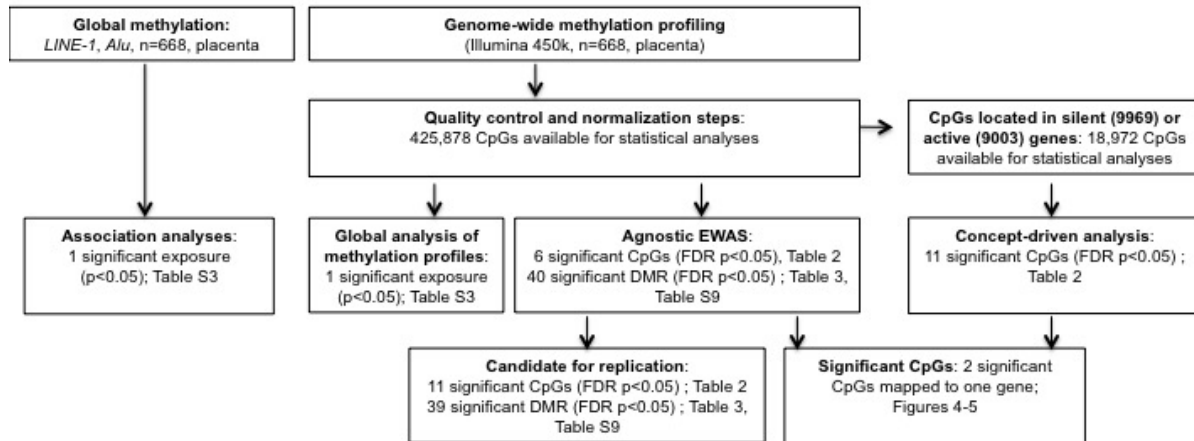 Global methylation:
LINE-1, Alu, n=668, placenta
Genome-wide methylation profiling
(Illumina 450k, n=668, placenta)
Quality control and normalization steps:
425,878 CpGs available for statistical analyses
CpGs located in silent (9969) or
active (9003) genes: 18,972 CpGs
available for statistical analyses
Association analyses:
1 significant exposure
(p<0.05); Table S3
Global analysis of
methylation profiles:
1 significant exposure
(p<0.05); Table S3
Agnostic EWAS:
6 significant CpGs (FDR p<0.05), Table 2
40 significant DMR (FDR p<0.05) ; Table 3,
Table S9
Concept-driven analysis:
11 significant CpGs (FDR p<0.05) ;
Table 2
Candidate for replication:
11 significant CpGs (FDR p<0.05) ; Table 2
39 significant DMR (FDR p<0.05) ; Table 3,
Table S9
Significant CpGs: 2 significant
CpGs mapped to one gene;
Figures 4-5